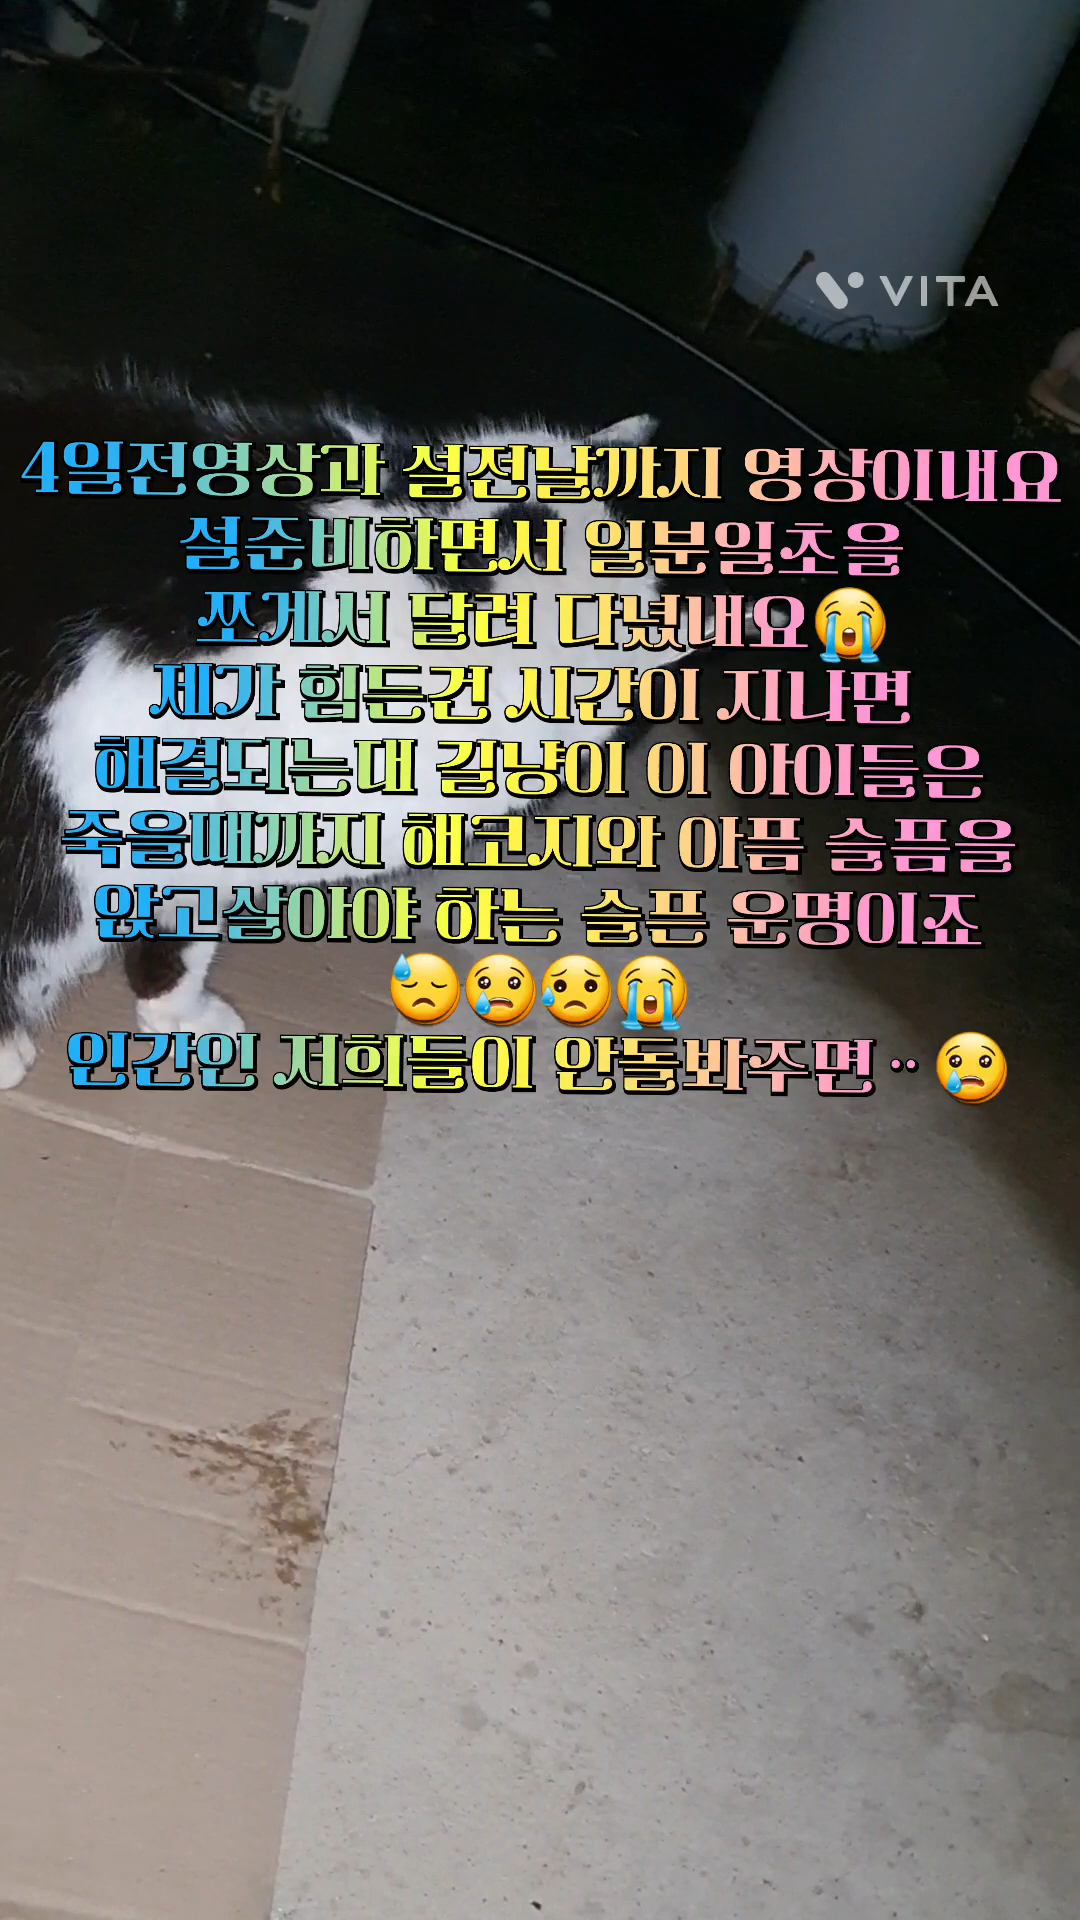 VITA
4일전영상과 설전날까지 영상이내요
설준비하면서 일분일초을
쪼게서 달려 다녔내요😭
제가 힘든건 시간이 지나면
해결되는대 길냥이 이 아이들은
죽을때까지 해코지와 아픔 슬픔을
앉고살아야 하는 슬픈 운명이죠
😓😢😥😭
인간인 저희들이 안돌봐주면··😢